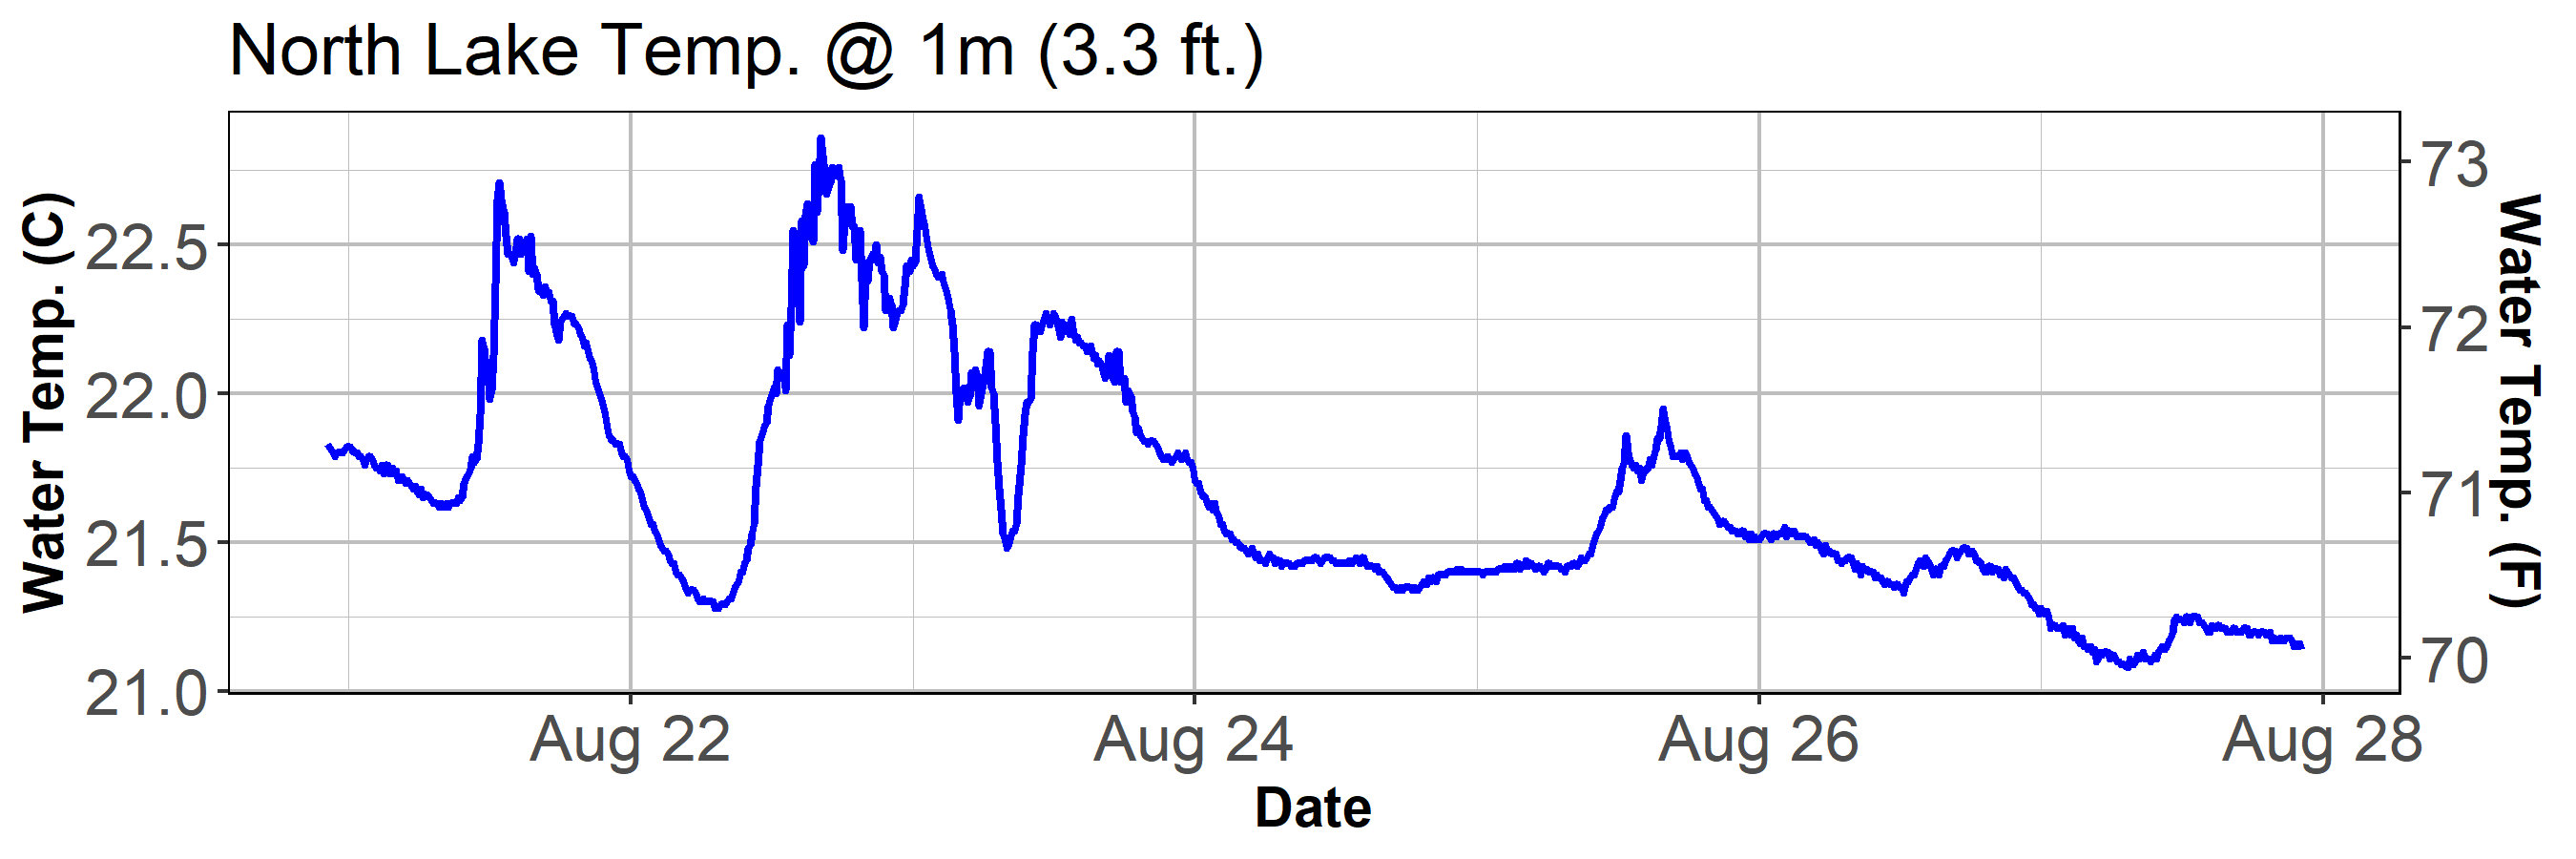 North Lake Temp. @ 1m (3.3 ft.)
Water Temp. (C)
22.5
22.0
21.5
21.0
73
72
71
70
Water Temp. (F)
Aug 22
Aug 24
Aug 26
Aug 28
Date